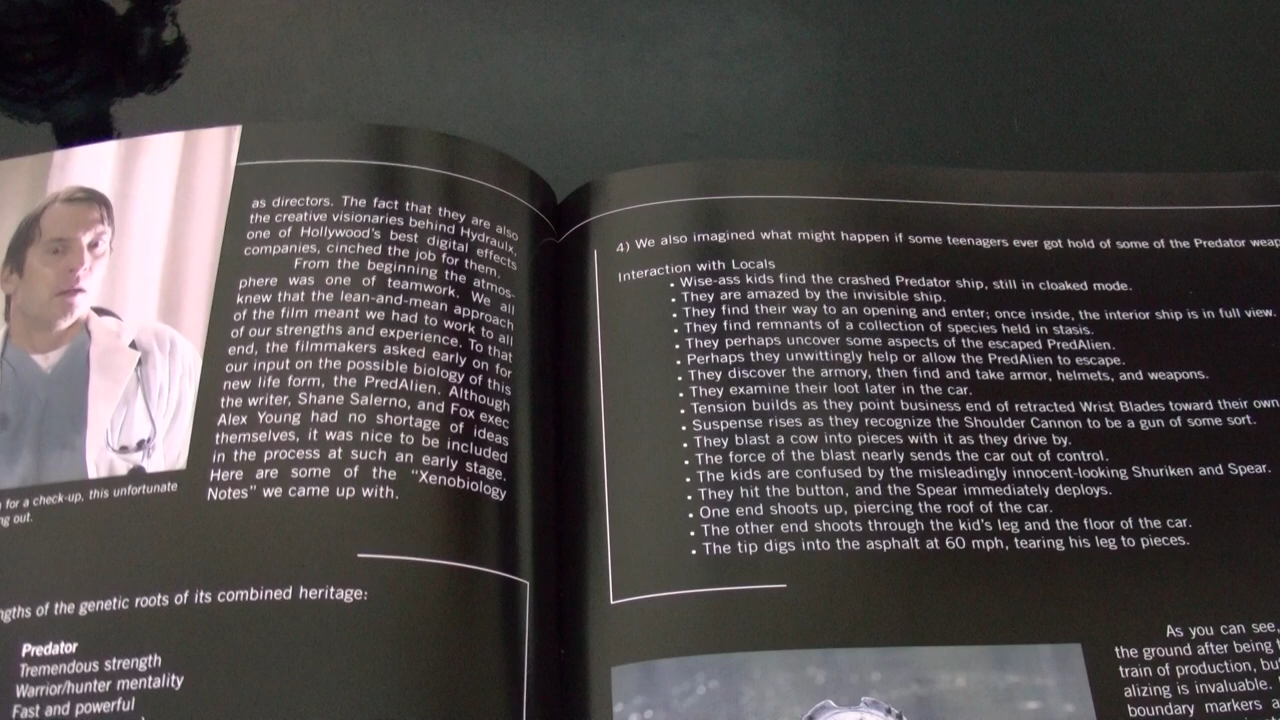 as directors. The fact that they are also
the creative visionaries behind Hydraulx,
one of Hollywood's best digital effects
companies, cinched the job for them.
From the beginning the atmos-
phere was one of teamwork. We all
knew that the lean-and-mean approach
of the film meant we had to work to all
of our strengths and experience. To that
end, the filmmakers asked early on for
our input on the possible biology of this
new life form, the PredAlien. Although
the writer, Shane Salerno, and Fox exec
Alex Young had no shortage of ideas
themselves, it was nice to be included
in the process at such an early stage.
Here are some of the "Xenobiology
Notes" we came up with.
for a check-up, this unfortunate
out.
of the genetic roots of its combined heritage:
Predator
Tremendous strength
Warrior/hunter mentality
Fast and powerful
4) We also imagined what might happen if some teenagers ever got hold of some of the Predator weap
Interaction with Locals
• Wise-ass kids find the crashed Predator ship, still in cloaked mode.
• They are amazed by the invisible ship.
• They find their way to an opening and enter; once inside, the interior ship is in full view.
• They find remnants of a collection of species held in stasis.
• They perhaps uncover some aspects of the escaped PredAlien.
• Perhaps they unwittingly help or allow the PredAlien to escape.
• They discover the armory, then find and take armor, helmets, and weapons.
• They examine their loot later in the car.
• Tension builds as they point business end of retracted Wrist Blades toward their own
• Suspense rises as they recognize the Shoulder Cannon to be a gun of some sort.
• They blast a cow into pieces with it as they drive by.
• The force of the blast nearly sends the car out of control.
• The kids are confused by the misleadingly innocent-looking Shuriken and Spear.
• They hit the button, and the Spear immediately deploys.
• One end shoots up, piercing the roof of the car.
• The other end shoots through the kid's leg and the floor of the car.
• The tip digs into the asphalt at 60 mph, tearing his leg to pieces.
As you can see,
the ground after being
train of production, bu
alizing is invaluable.
boundary markers a